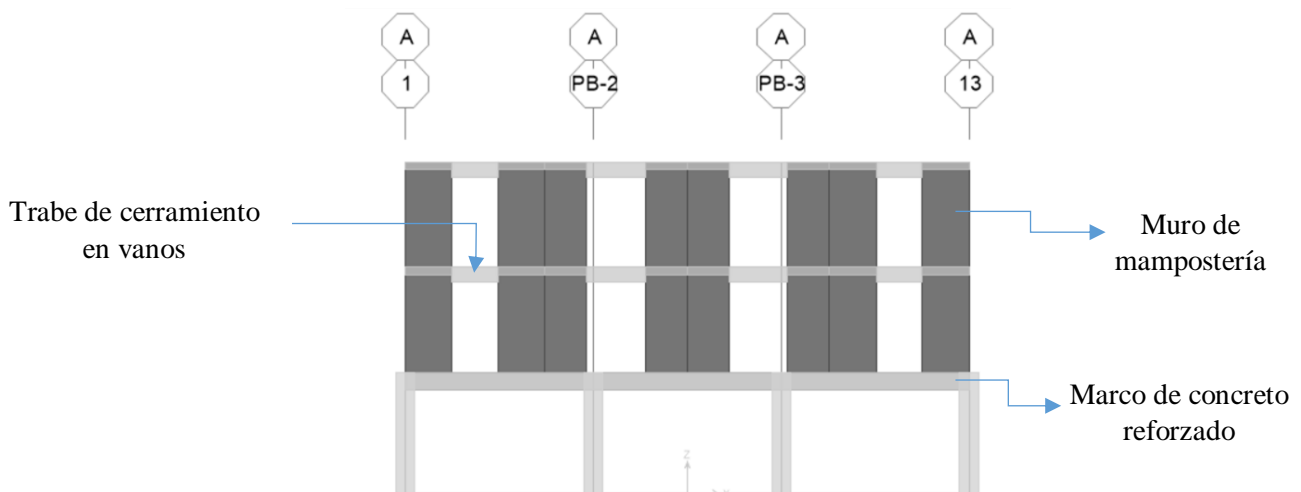 A A A A
1 PB-2 PB-3 13
Trabe de cerramiento
en vanos
Muro de
mampostería
Marco de concreto
reforzado
Z